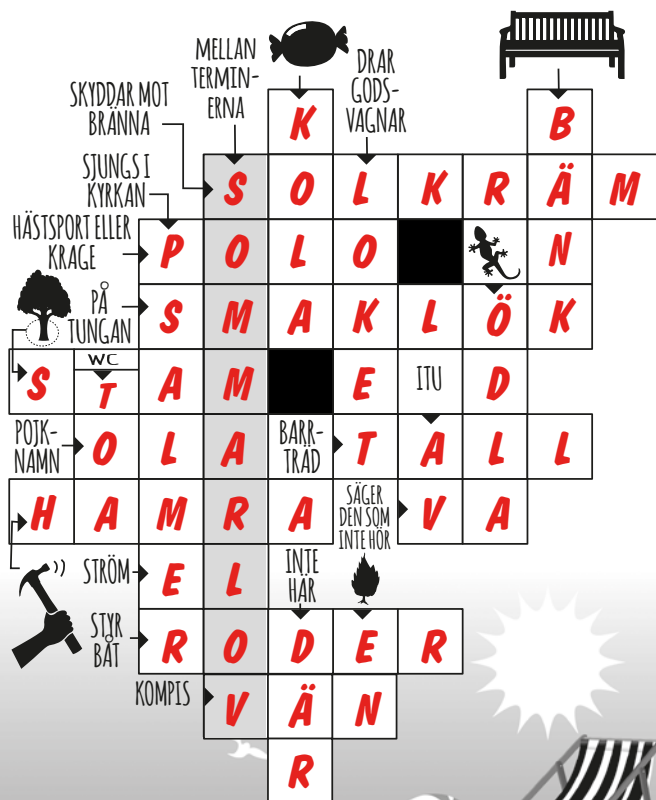 MELLAN
TERMIN-
ERNA
DRAR
GODS-
VAGNAR
SKYDDAR MOT
BRÄNNA
K
B
SJUNGS I
KYRKAN
S O L K R Ä M
HÄSTSPORT ELLER
KRAGE
P O L O
N
PÅ
TUNGAN
S M A K L Ö K
WC
S T A M
E
ITU
D
POJK-
NAMN
O L A
BARR-
TRÄD
T A L L
H A M R A
SÄGER
DEN SOM
INTE HÖR
V A
STRÖM
E L
INTE
HÄR
STYR
BÅT
R O D E R
KOMPIS
V Ä N
R